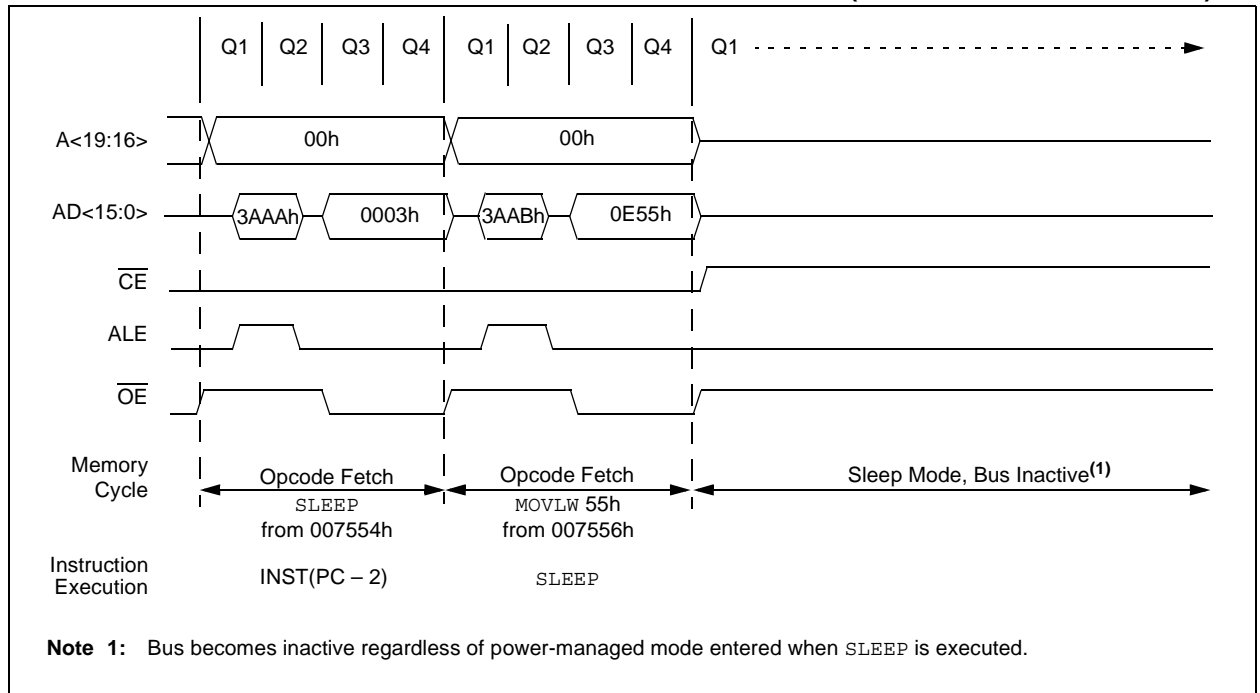 Q1 Q2 Q3 Q4 Q1 Q2 Q3 Q4 Q1
A<19:16> 00h 00h
AD<15:0> 3AAAh 0003h 3AABh 0E55h
CE
ALE
OE
Memory
Cycle
Opcode Fetch
SLEEP
from 007554h
Opcode Fetch
MOVLW 55h
from 007556h
Sleep Mode, Bus Inactive(1)
Instruction
Execution
INST(PC – 2)
SLEEP
Note 1: Bus becomes inactive regardless of power-managed mode entered when SLEEP is executed.